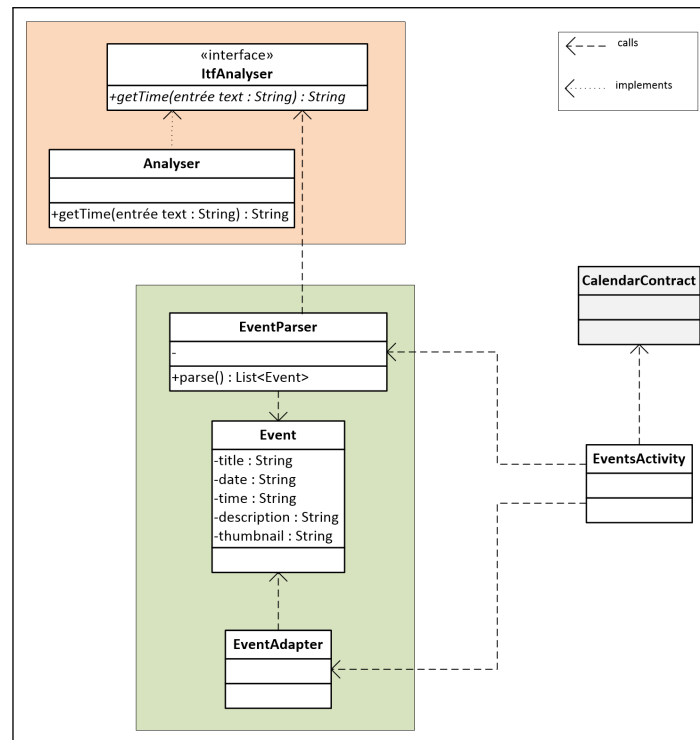 «interface»
ItfAnalyser
+getTime(entrée text : String) : String
Analyser
+getTime(entrée text : String) : String
calls
implements
CalendarContract
EventParser
-
+parse() : List<Event>
Event
-title : String
-date : String
-time : String
-description : String
-thumbnail : String
EventsActivity
EventAdapter